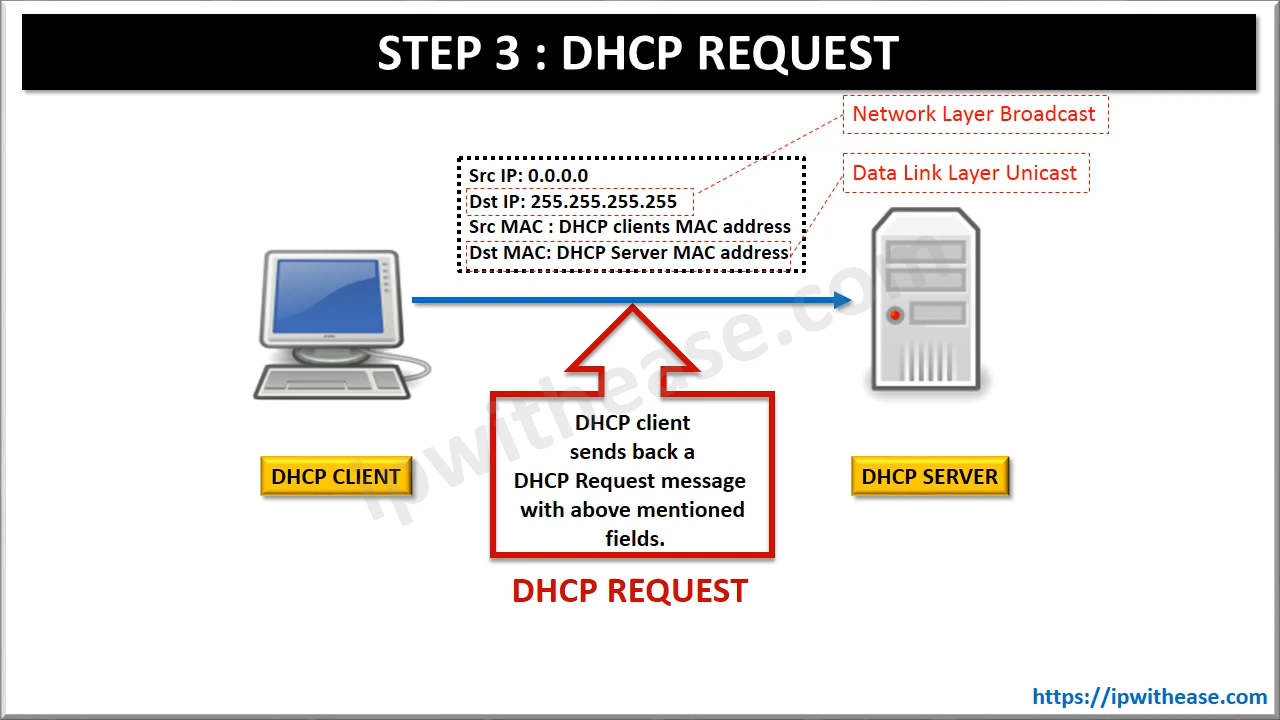 STEP 3 : DHCP REQUEST
Network Layer Broadcast
Data Link Layer Unicast
Src IP: 0.0.0.0
Dst IP: 255.255.255.255
Src MAC : DHCP clients MAC address
Dst MAC: DHCP Server MAC address
DHCP client
sends back a
DHCP Request message
with above mentioned
fields.
DHCP CLIENT
DHCP SERVER
DHCP REQUEST
ipwithease.com
https://ipwithease.com